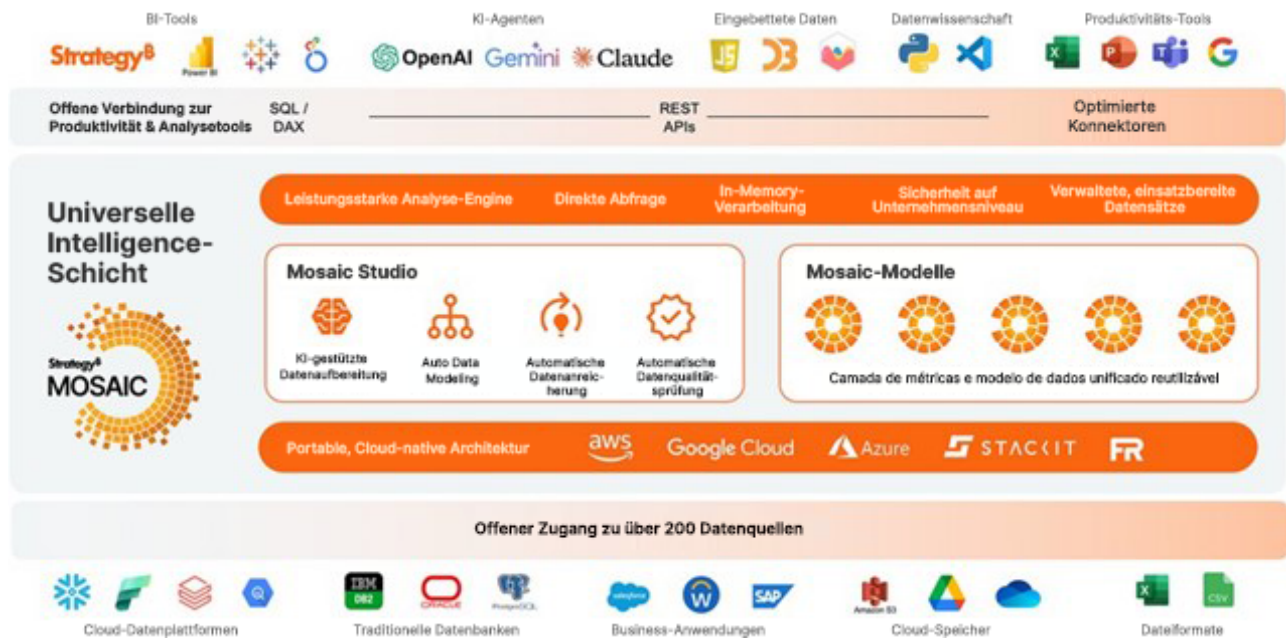 BI-Tools
KI-Agenten
Eingebettete Daten
Datenwissenschaft
Produktivitäts-Tools
StrategyB
Power BI
OpenAI
Gemini
Claude
JS
Offene Verbindung zur
Produktivität & Analysetools
SQL /
DAX
REST
APIs
Optimierte
Konnektoren
Universelle
Intelligence-
Schicht
StrategyB
MOSAIC
Leistungsstarke Analyse-Engine
Direkte Abfrage
In-Memory-
Verarbeitung
Sicherheit auf
Unternehmensniveau
Verwaltete, einsatzbereite
Datensätze
Mosaic Studio
KI-gestützte
Datenaufbereitung
Auto Data
Modeling
Automatische
Datenanreic-
herung
Automatische
Datenqualität-
sprüfung
Mosaic-Modelle
Camada de métricas e modelo de dados unificado reutilizável
Portable, Cloud-native Architektur
aws
Google Cloud
Azure
STACKIT
FR
Offener Zugang zu über 200 Datenquellen
IBM
DB2
ORACLE
PostgreSQL
salesforce
W
SAP
Amazon S3
CSV
Cloud-Datenplattformen
Traditionelle Datenbanken
Business-Anwendungen
Cloud-Speicher
Dateiformate